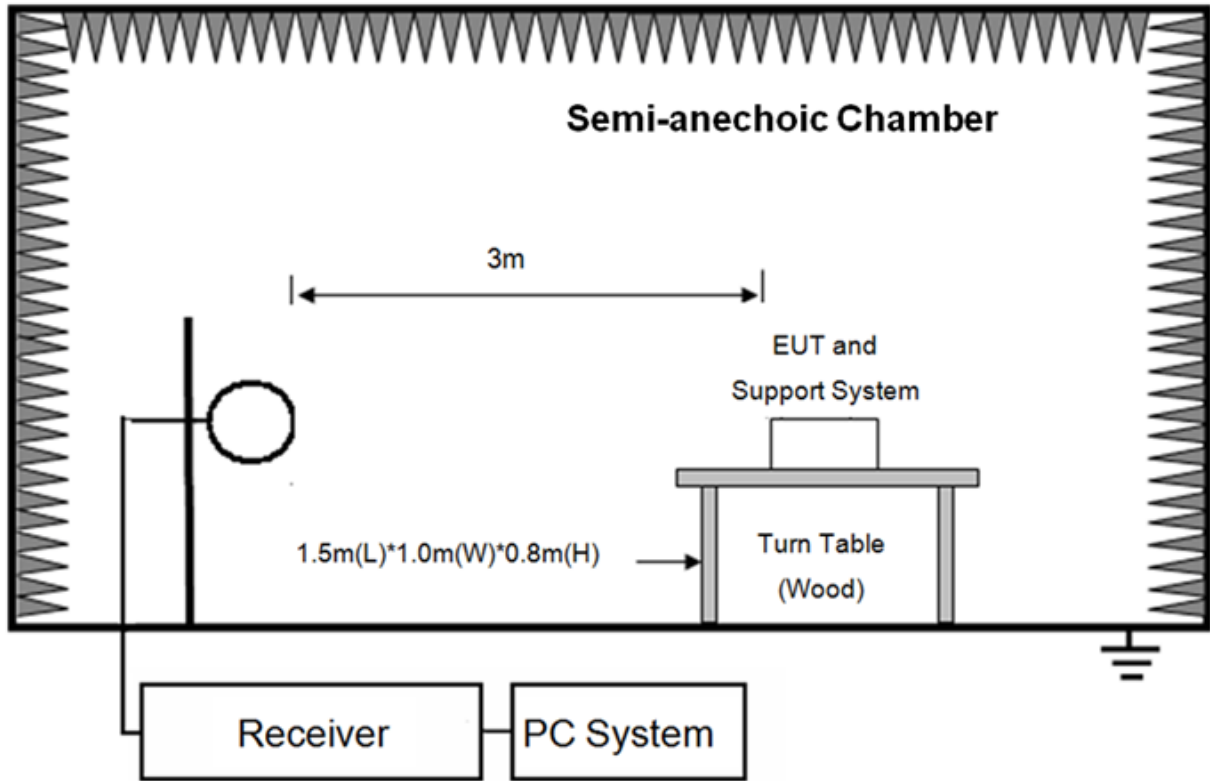 Semi-anechoic Chamber
3m
EUT and
Support System
1.5m(L)*1.0m(W)*0.8m(H)
Turn Table
(Wood)
Receiver
PC System